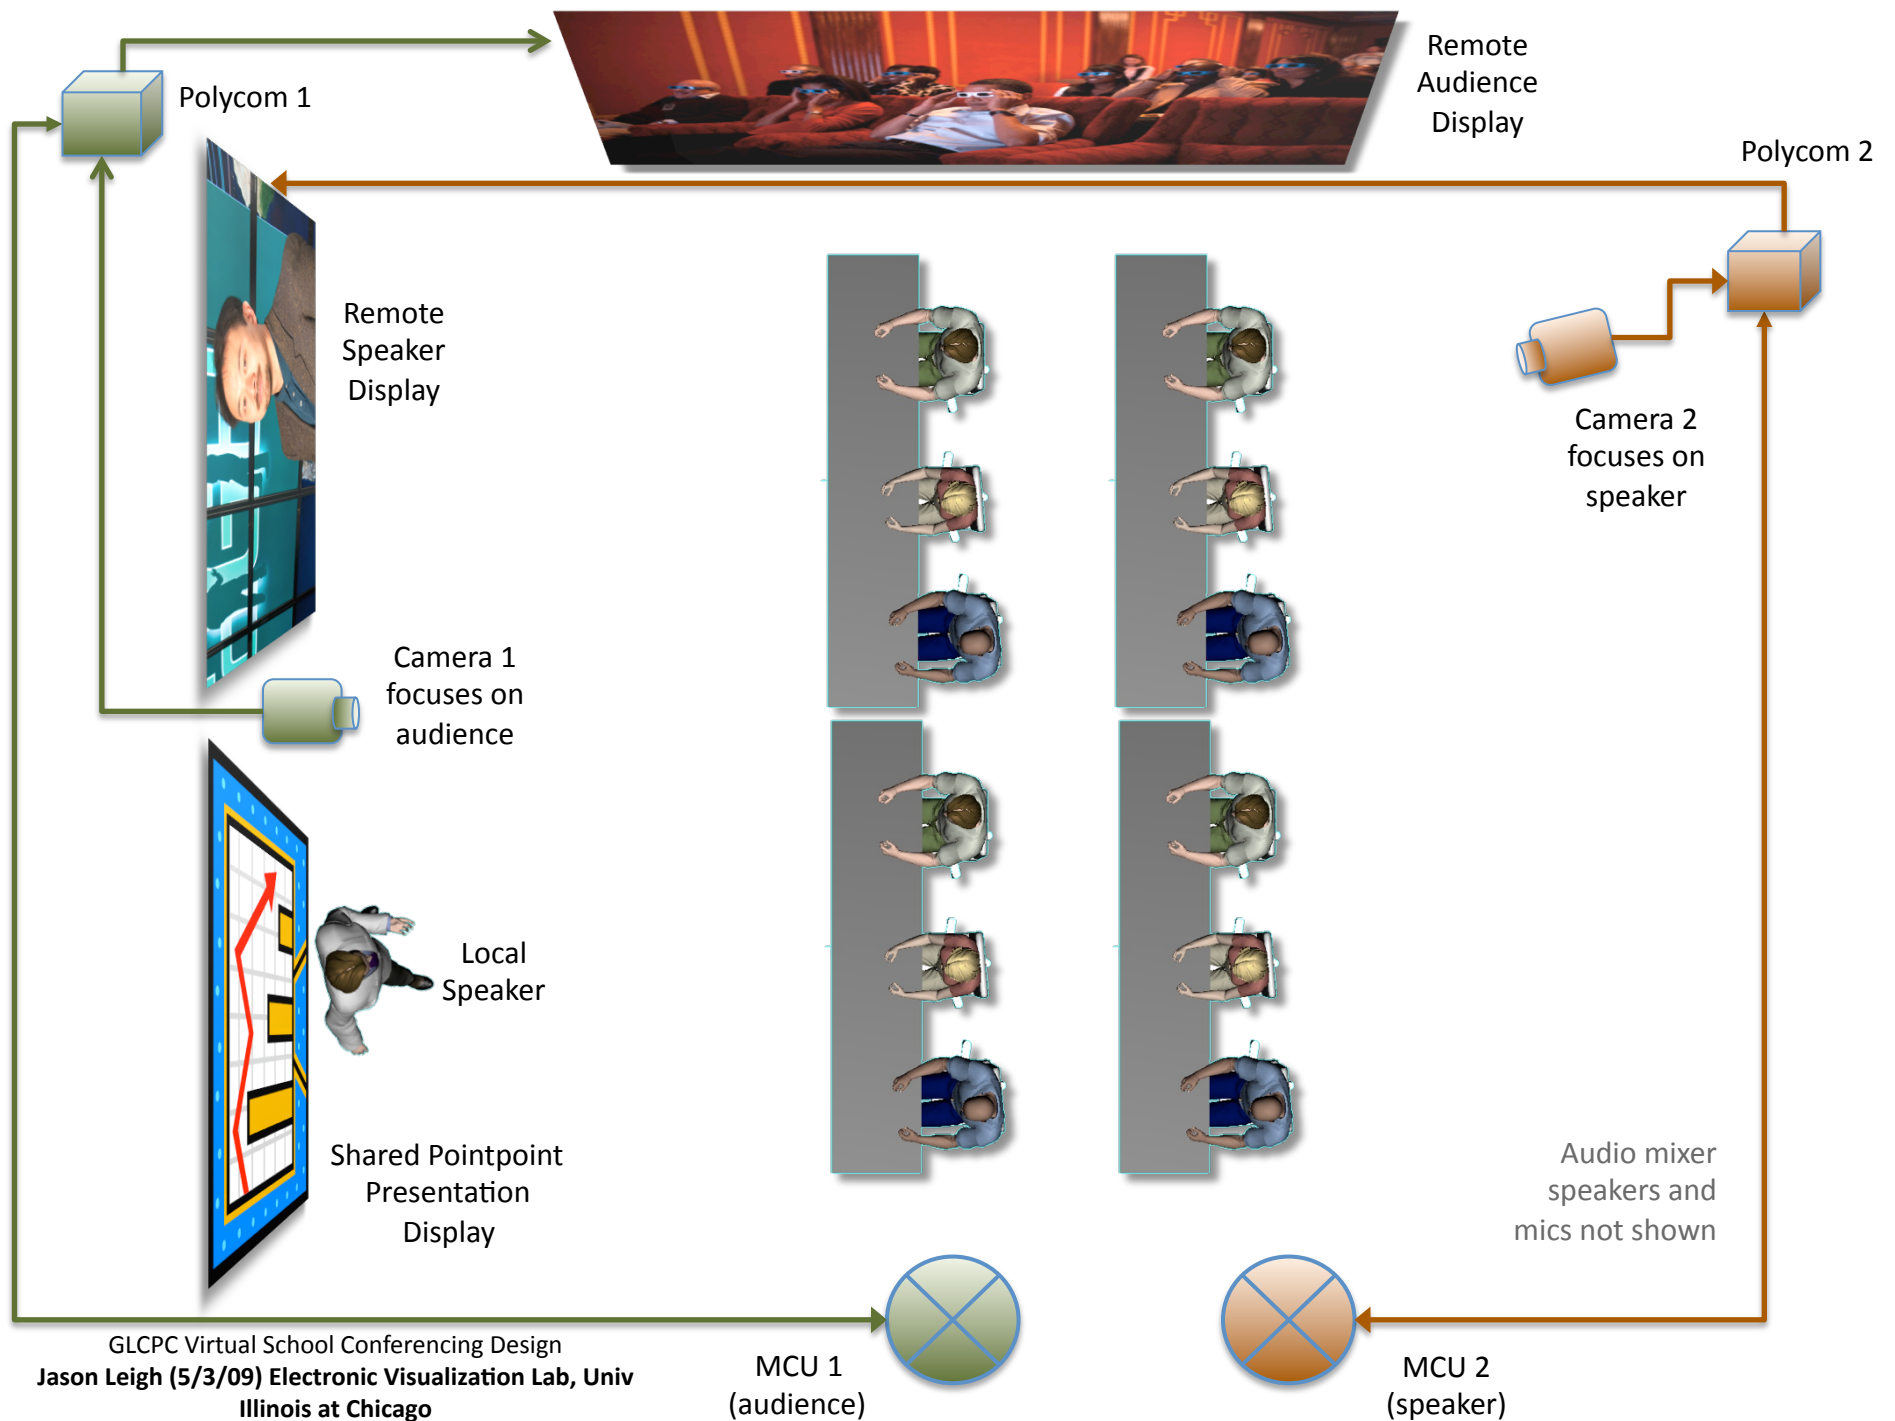 Polycom 1
Remote
Audience
Display
Polycom 2
Remote
Speaker
Display
Camera 2
focuses on
speaker
Camera 1
focuses on
audience
Local
Speaker
Shared Pointpoint
Presentation
Display
Audio mixer
speakers and
mics not shown
MCU 1
(audience)
MCU 2
(speaker)
GLCPC Virtual School Conferencing Design
Jason Leigh (5/3/09) Electronic Visualization Lab, Univ
Illinois at Chicago